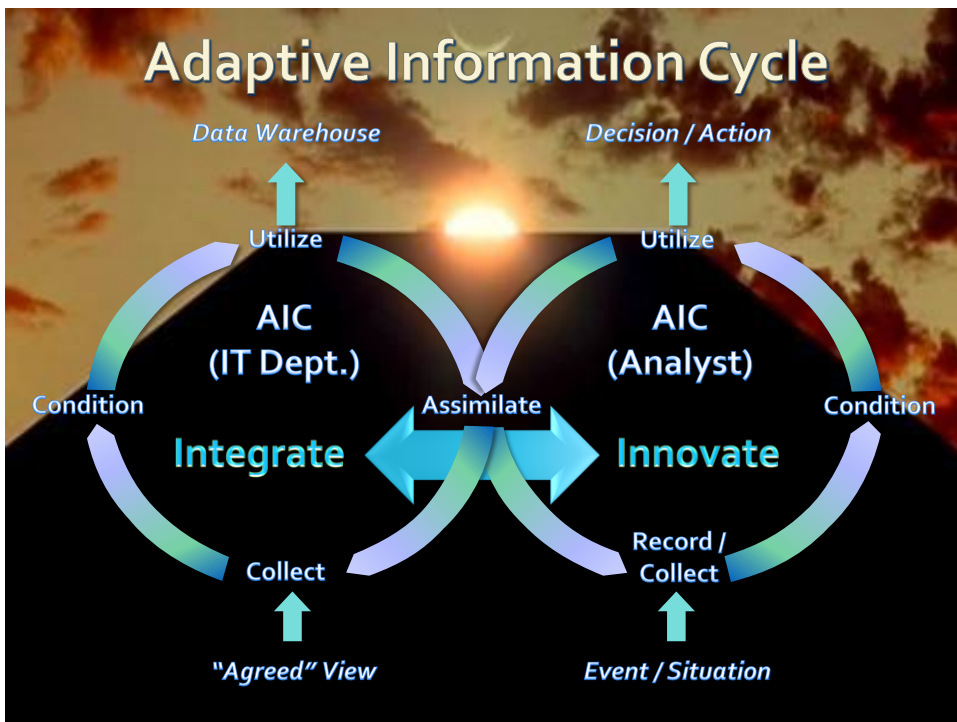 Adaptive Information Cycle
Data Warehouse
Decision / Action
Utilize
Utilize
AIC
(IT Dept.)
AIC
(Analyst)
Condition
Assimilate
Condition
Integrate
Innovate
Collect
Record /
Collect
“Agreed” View
Event / Situation